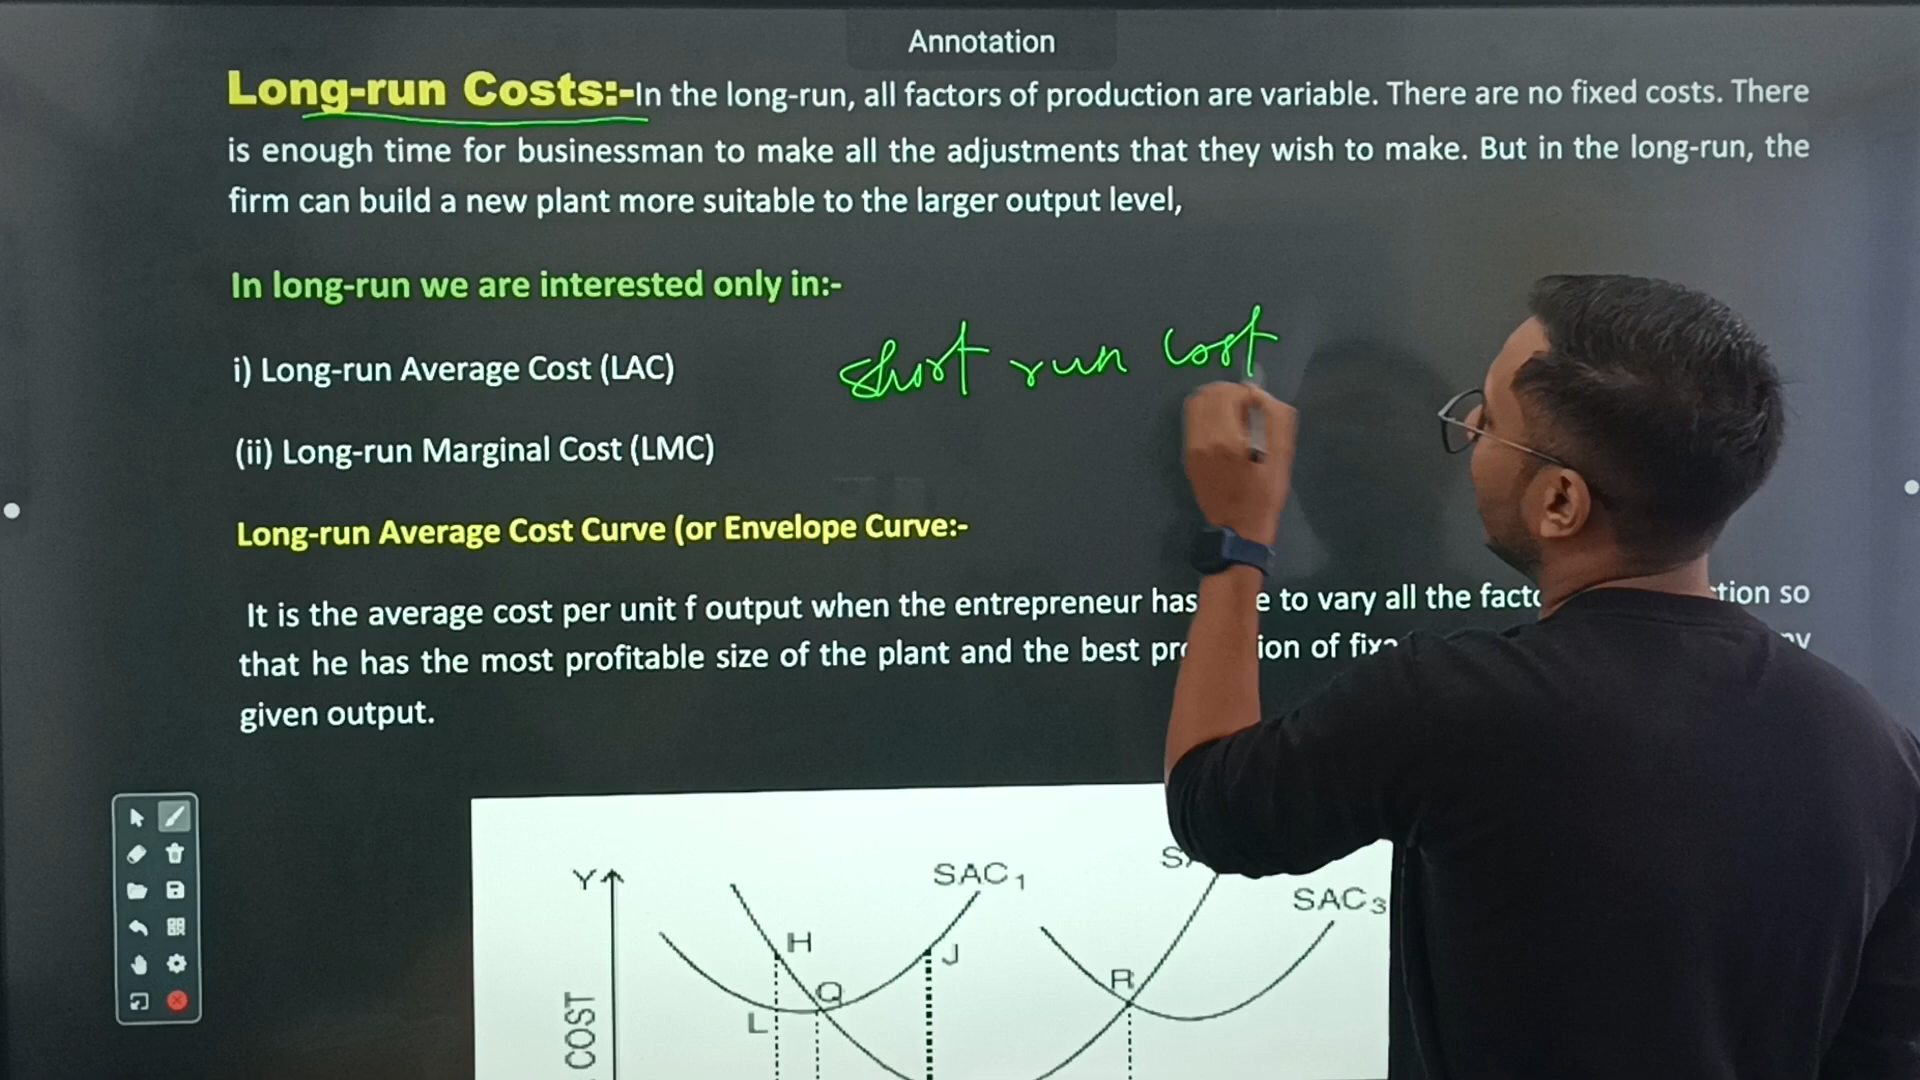 Annotation
Long-run Costs:-In the long-run, all factors of production are variable. There are no fixed costs. There
is enough time for businessman to make all the adjustments that they wish to make. But in the long-run, the
firm can build a new plant more suitable to the larger output level,
In long-run we are interested only in:-
i) Long-run Average Cost (LAC)
short run cost
(ii) Long-run Marginal Cost (LMC)
Long-run Average Cost Curve (or Envelope Curve:-
It is the average cost per unit f output when the entrepreneur has to vary all the so
that he has the most profitable size of the plant and the best of
given output.
Y
SAC1
SAC3
H
J
Q
R
L
COST